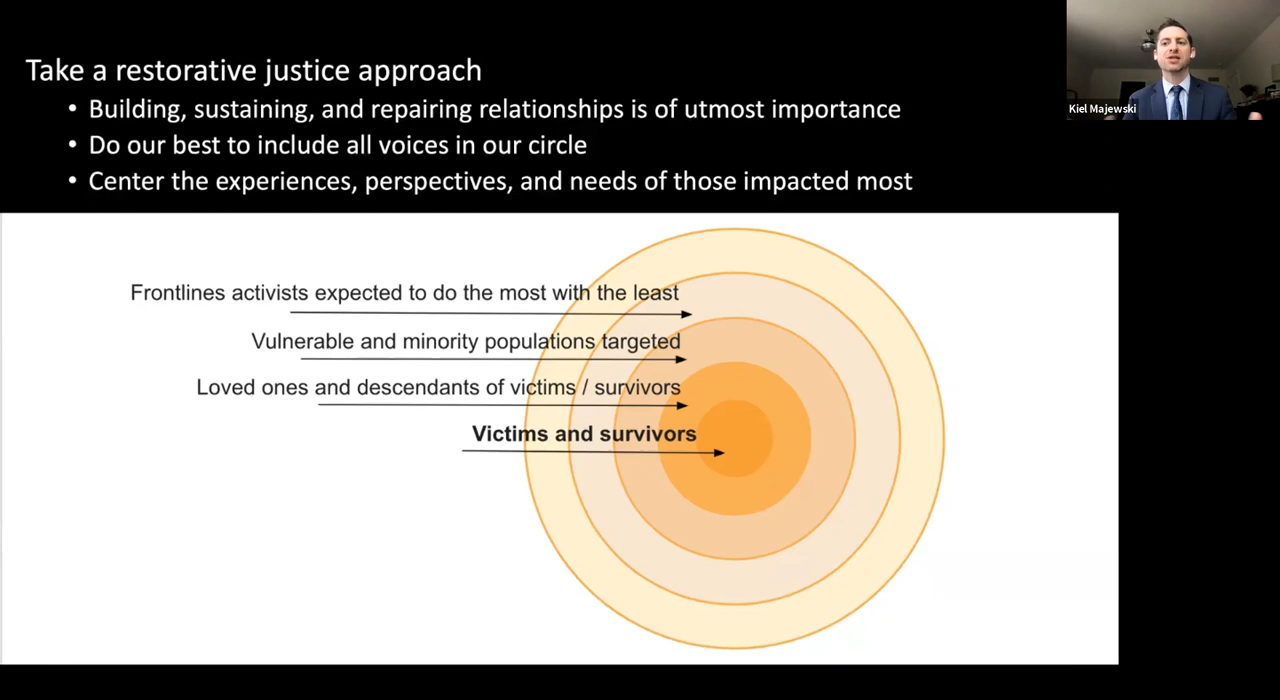 Take a restorative justice approach
• Building, sustaining, and repairing relationships is of utmost importance
• Do our best to include all voices in our circle
• Center the experiences, perspectives, and needs of those impacted most
Kiel Majewski
Frontlines activists expected to do the most with the least
Vulnerable and minority populations targeted
Loved ones and descendants of victims / survivors
Victims and survivors